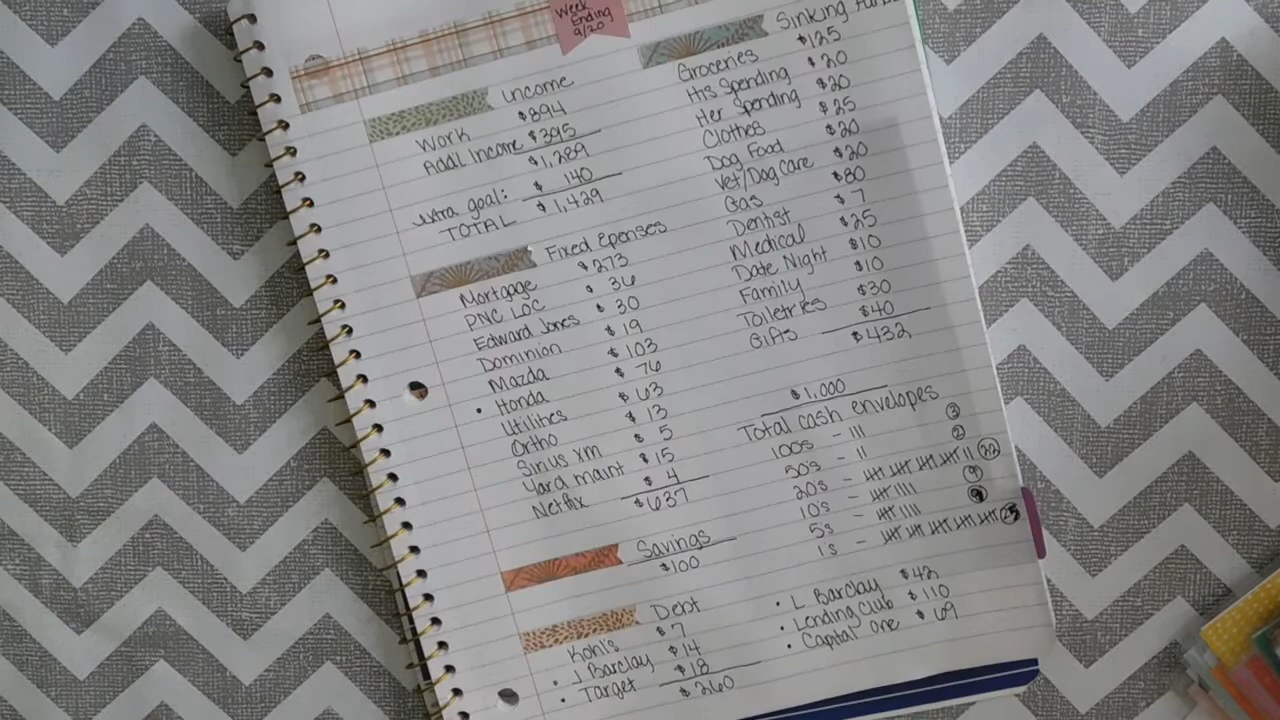 Week
Ending
9/20
Income
Work $894
Addl Income $395
$1,289
Extra goal: $ 140
TOTAL $1,429
Fixed Epenses
Mortgage $273
PNC LOC $ 36
Edward Jones $ 30
Dominion $ 19
Mazda $ 103
• Honda $ 76
Utilities $ 63
Ortho $ 13
Sirius Xm $ 5
Yard maint $ 15
Netflix $ 4
$637
Savings
$100
Debt
Kohl's $ 7
• J Barclay $ 14
• Target $ 18
$260
• L Barclay $42
• Lending club $ 110
• Capital one $ 69
Sinking
Groceries $125
His Spending $20
Her Spending $20
Clothes $25
Dog Food $20
Vet/Dog Care $20
Gas $80
Dentist $ 7
Medical $25
Date Night $10
Family $10
Toiletries $30
Gifts $40
$432
$1,000
Total cash envelopes
100s - III 3
50's - II 2
20s - 22
10s - 9
5s - 9
1s - 25